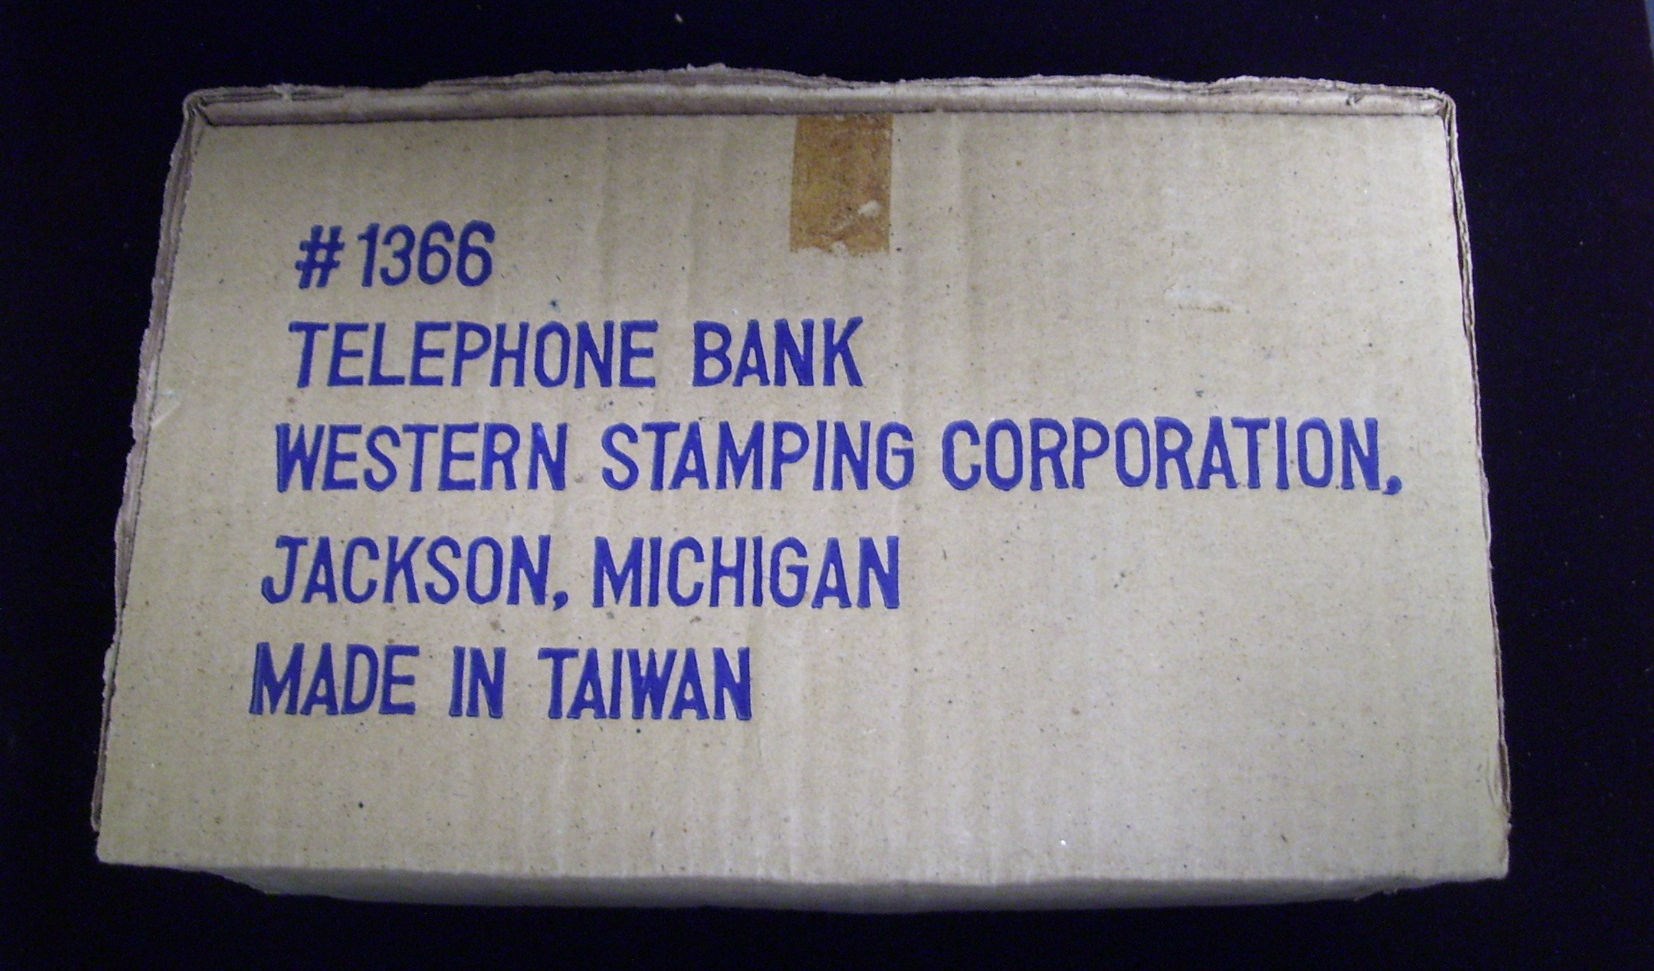 #1366
TELEPHONE BANK
WESTERN STAMPING CORPORATION,
JACKSON, MICHIGAN
MADE IN TAIWAN